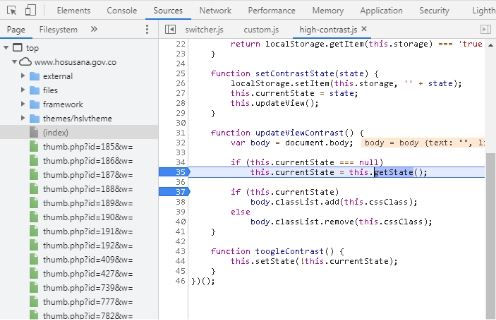 Elements Console Sources Network Performance Memory Application Security Lighth
Page Filesystem » switcher.js custom.js high-contrast.js ×
top
www.hosusana.gov.co
external
files
framework
themes/hslvtheme
(index)
thumb.php?id=185&w=
thumb.php?id=186&w=
thumb.php?id=187&w=
thumb.php?id=188&w=
thumb.php?id=189&w=
thumb.php?id=190&w=
thumb.php?id=191&w=
thumb.php?id=192&w=
thumb.php?id=409&w=
thumb.php?id=427&w=
thumb.php?id=739&w=
thumb.php?id=777&w=
thumb.php?id=782&w=
22 return localStorage.getItem(this.storage) === 'true
23 }
24
25 function setContrastState(state) {
26 localStorage.setItem(this.storage, '' + state);
27 this.currentState = state;
28 this.updateView();
29 }
30
31 function updateViewContrast() {
32 var body = document.body; body = body {text: "", li
33
34 if (this.currentState === null)
35 this.currentState = this.getState();
36
37 if (this.currentState)
38 body.classList.add(this.cssClass);
39 else
40 body.classList.remove(this.cssClass);
41 }
42
43 function toogleContrast() {
44 this.setState(!this.currentState);
45 }
46 })();